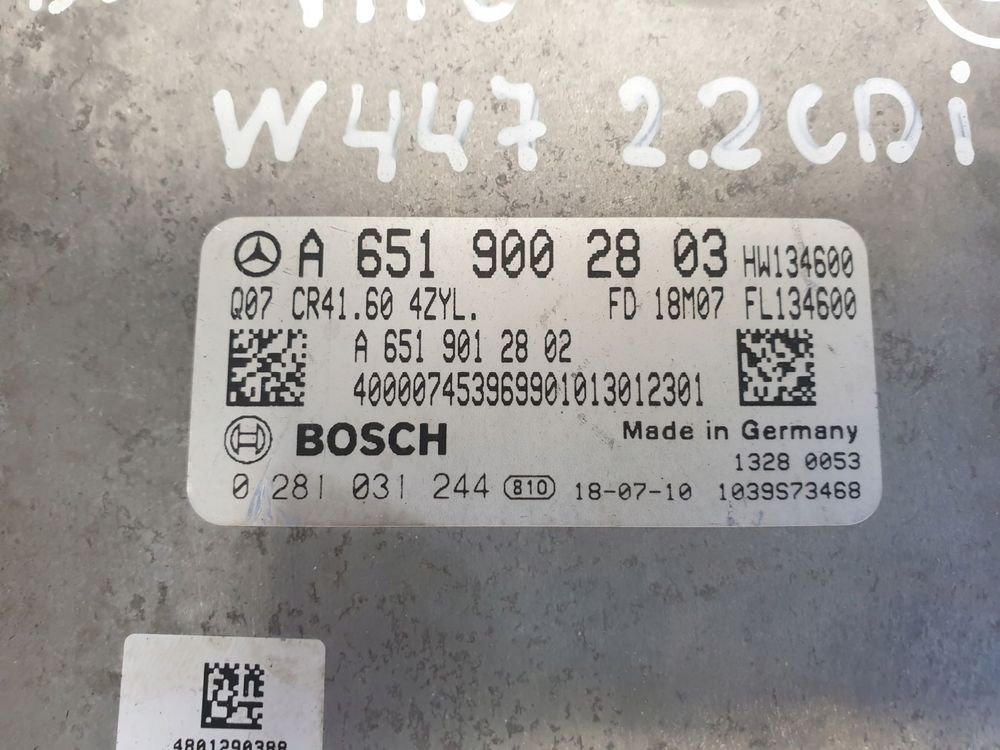 W447 2.2CDi
A 651 900 28 03 HW134600
Q07 CR41.60 4ZYL. FD 18M07 FL134600
A 651 901 28 02
400007453969901013012301
BOSCH Made in Germany
1328 0053
0 281 031 244 810 18-07-10 1039S73468
4801290388